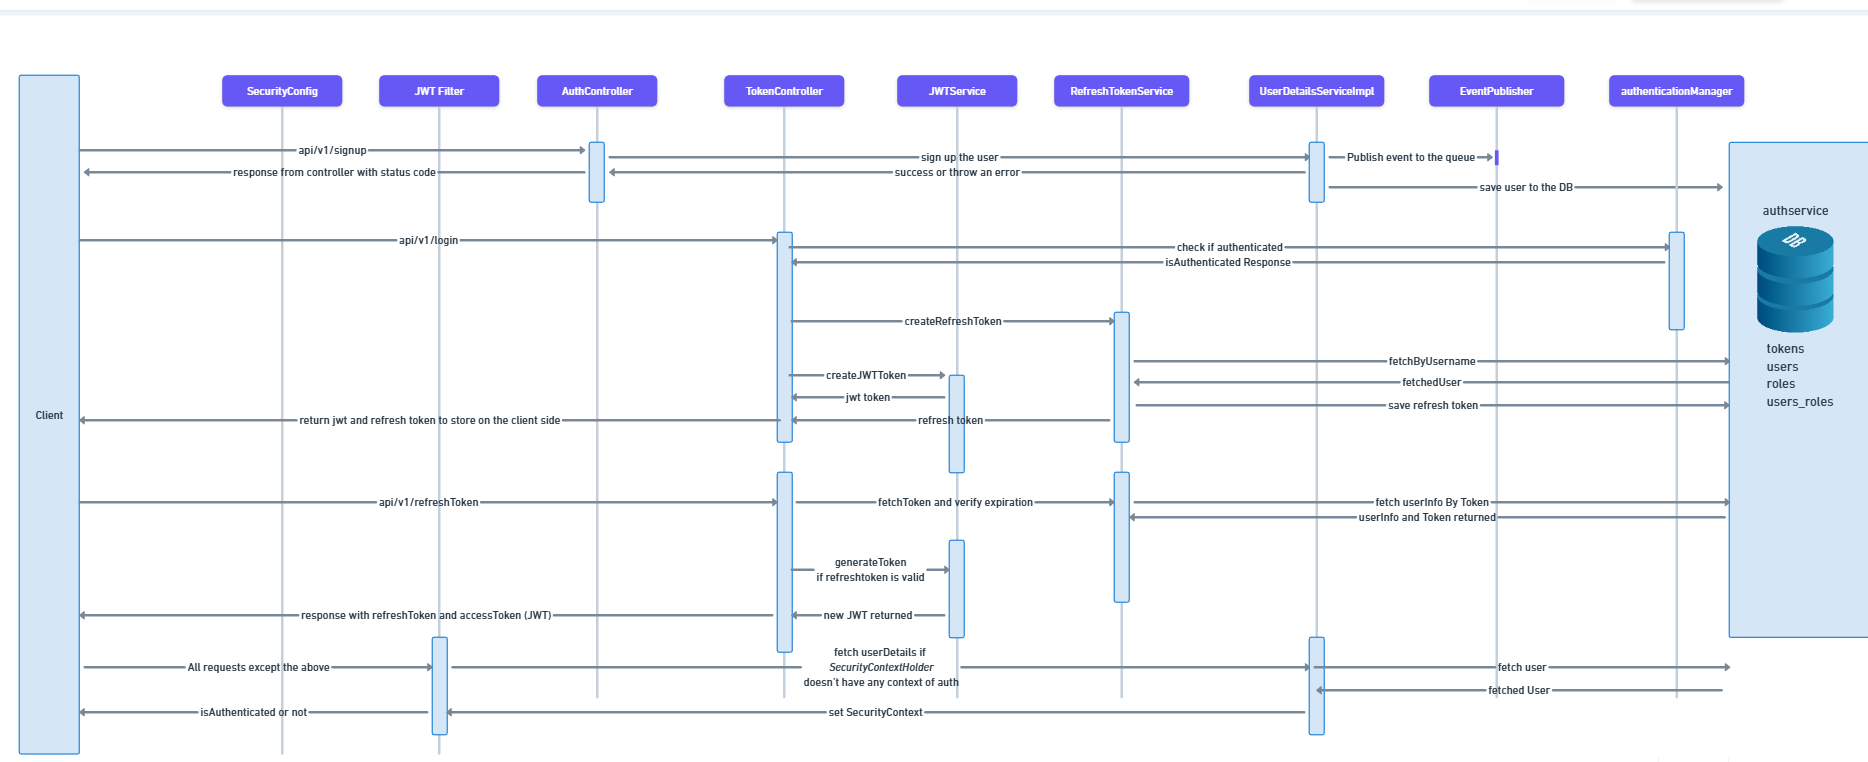 SecurityConfig
JWT Filter
AuthController
TokenController
JWTService
RefreshTokenService
UserDetailsServiceImpl
EventPublisher
authenticationManager
api/v1/signup
sign up the user
Publish event to the queue
response from controller with status code
success or throw an error
save user to the DB
authservice
DB
api/v1/login
check if authenticated
isAuthenticated Response
createRefreshToken
tokens
users
roles
users_roles
fetchByUsername
createJWTToken
fetchedUser
jwt token
save refresh token
Client
return jwt and refresh token to store on the client side
refresh token
api/v1/refreshToken
fetchToken and verify expiration
fetch userInfo By Token
userInfo and Token returned
generateToken
if refreshtoken is valid
response with refreshToken and accessToken (JWT)
new JWT returned
All requests except the above
fetch userDetails if
SecurityContextHolder
doesn't have any context of auth
fetch user
fetched User
isAuthenticated or not
set SecurityContext